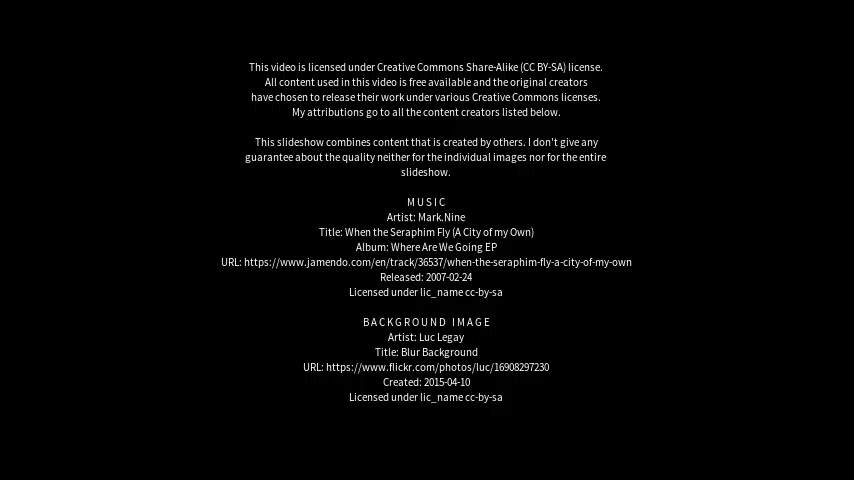 This video is licensed under Creative Commons Share-Alike (CC BY-SA) license.
All content used in this video is free available and the original creators
have chosen to release their work under various Creative Commons licenses.
My attributions go to all the content creators listed below.
This slideshow combines content that is created by others. I don't give any
guarantee about the quality neither for the individual images nor for the entire
slideshow.
MUSIC
Artist: Mark.Nine
Title: When the Seraphim Fly (A City of my Own)
Album: Where Are We Going EP
URL: https://www.jamendo.com/en/track/36537/when-the-seraphim-fly-a-city-of-my-own
Released: 2007-02-24
Licensed under lic_name cc-by-sa
BACKGROUND IMAGE
Artist: Luc Legay
Title: Blur Background
URL: https://www.flickr.com/photos/luc/16908297230
Created: 2015-04-10
Licensed under lic_name cc-by-sa